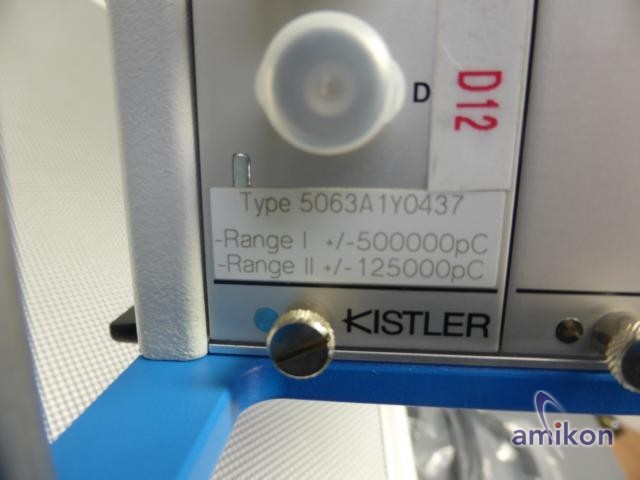 D
D12
Type 5063A1Y0437
-Range I +/-500000pC
-Range II +/-125000pC
KISTLER
amikon